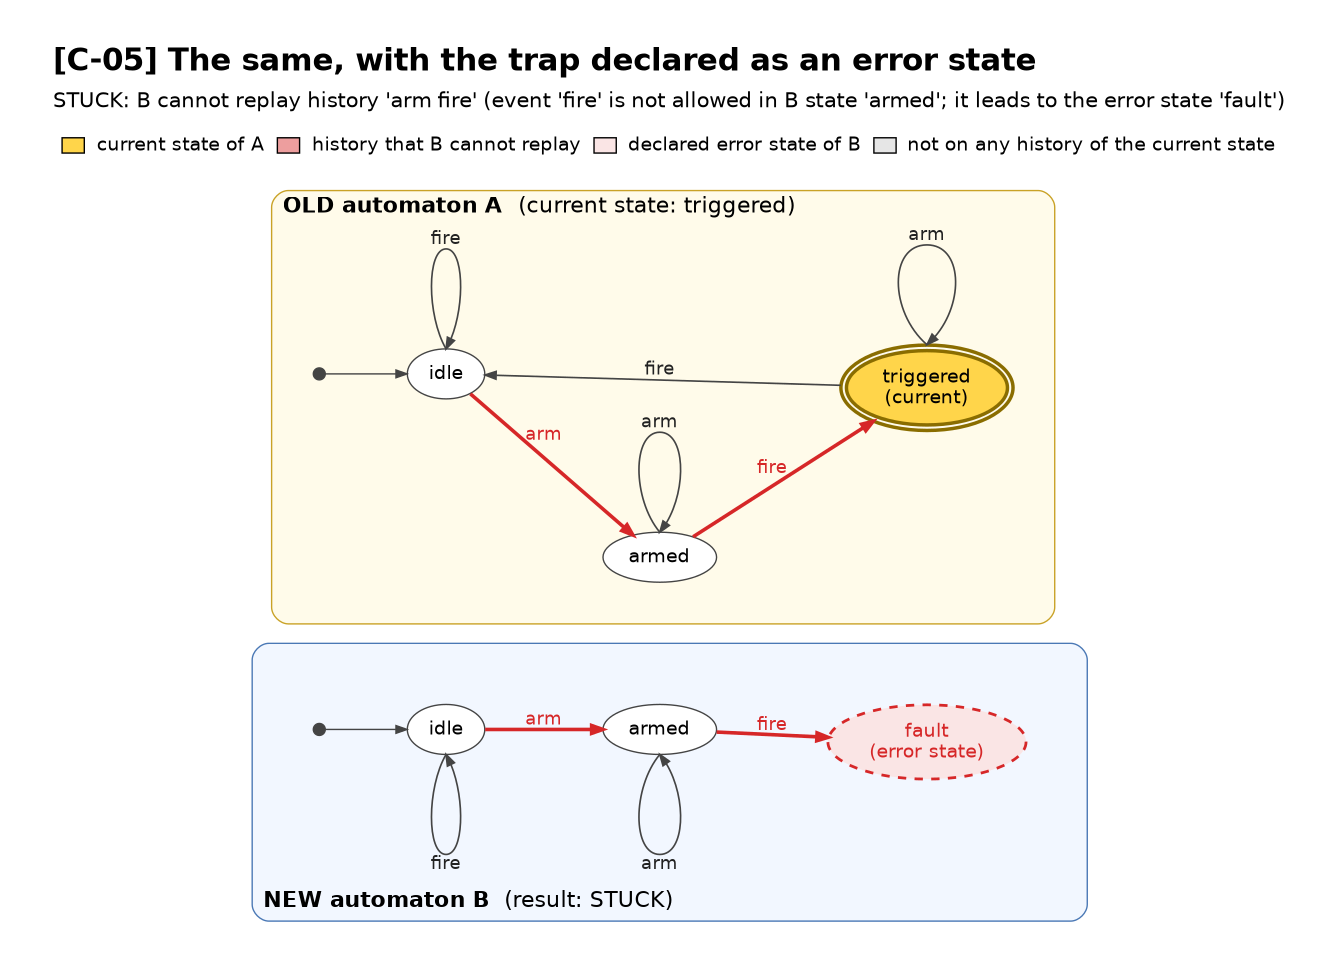 [C-05] The same, with the trap declared as an error state
STUCK: B cannot replay history 'arm fire' (event 'fire' is not allowed in B state 'armed'; it leads to the error state 'fault')
current state of A
history that B cannot replay
declared error state of B
not on any history of the current state
OLD automaton A (current state: triggered)
fire
arm
idle
fire
triggered
(current)
arm
arm
fire
armed
idle
arm
armed
fire
fault
(error state)
fire
arm
NEW automaton B (result: STUCK)